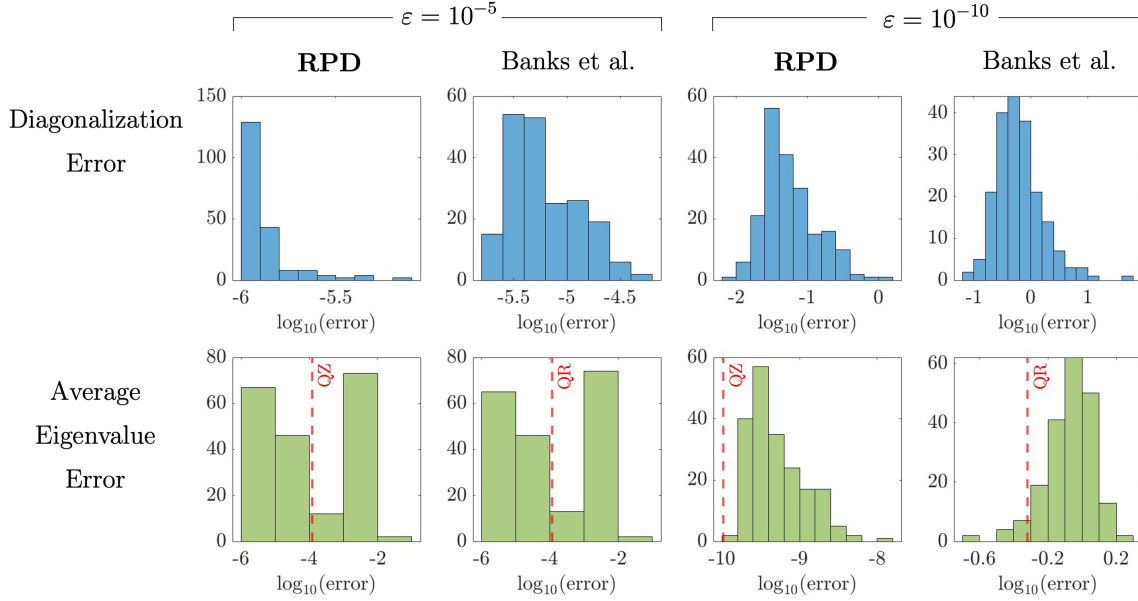 ε = 10⁻⁵ ε = 10⁻¹⁰
RPD Banks et al. RPD Banks et al.
Diagonalization
Error
150
100
50
0
-6 -5.5
log₁₀(error)
60
40
20
0
-5.5 -5 -4.5
log₁₀(error)
60
40
20
0
-2 -1 0
log₁₀(error)
40
30
20
10
0
-1 0 1
log₁₀(error)
Average
Eigenvalue
Error
80
60
40
20
0
QZ
-6 -4 -2
log₁₀(error)
80
60
40
20
0
QR
-6 -4 -2
log₁₀(error)
60
40
20
0
QZ
-10 -9 -8
log₁₀(error)
60
40
20
0
QR
-0.6 -0.2 0.2
log₁₀(error)